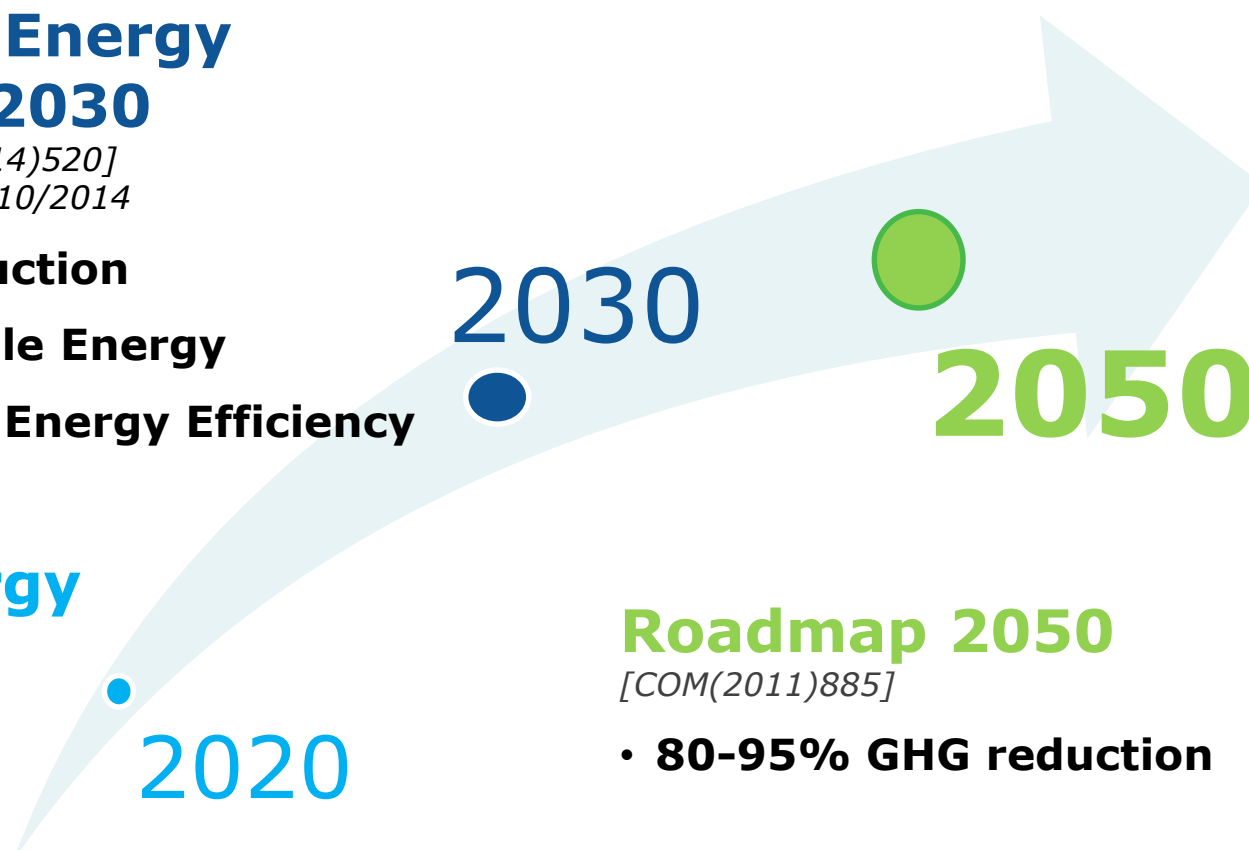 Energy
2030
4)520]
10/2014
uction
le Energy
Energy Efficiency
2030
2050
rgy
2020
Roadmap 2050
[COM(2011)885]
• 80-95% GHG reduction